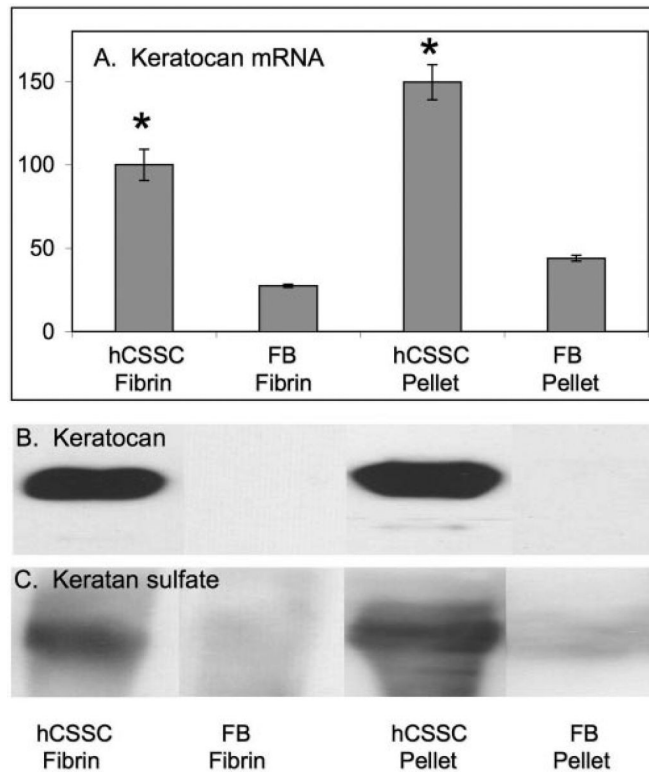 A. Keratocan mRNA
*
*
150
100
50
0
hCSSC FB hCSSC FB
Fibrin Fibrin Pellet Pellet
B. Keratocan
C. Keratan sulfate
hCSSC FB hCSSC FB
Fibrin Fibrin Pellet Pellet